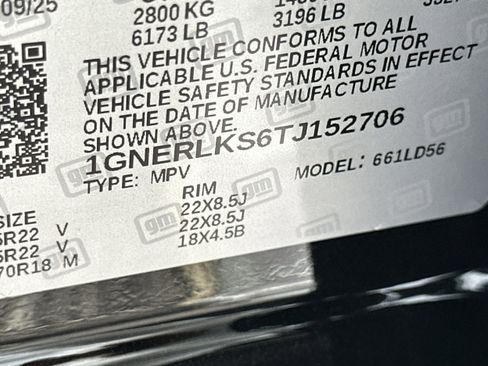 09/25
2800 KG
6173 LB
3196 LB
THIS VEHICLE CONFORMS TO ALL
APPLICABLE U.S. FEDERAL MOTOR
VEHICLE SAFETY STANDARDS IN EFFECT
ON THE DATE OF MANUFACTURE
SHOWN ABOVE.
1GNERLKS6TJ152706
TYPE: MPV MODEL: 661LD56
SIZE RIM
R22 V 22X8.5J
R22 V 22X8.5J
70R18 M 18X4.5B
gm